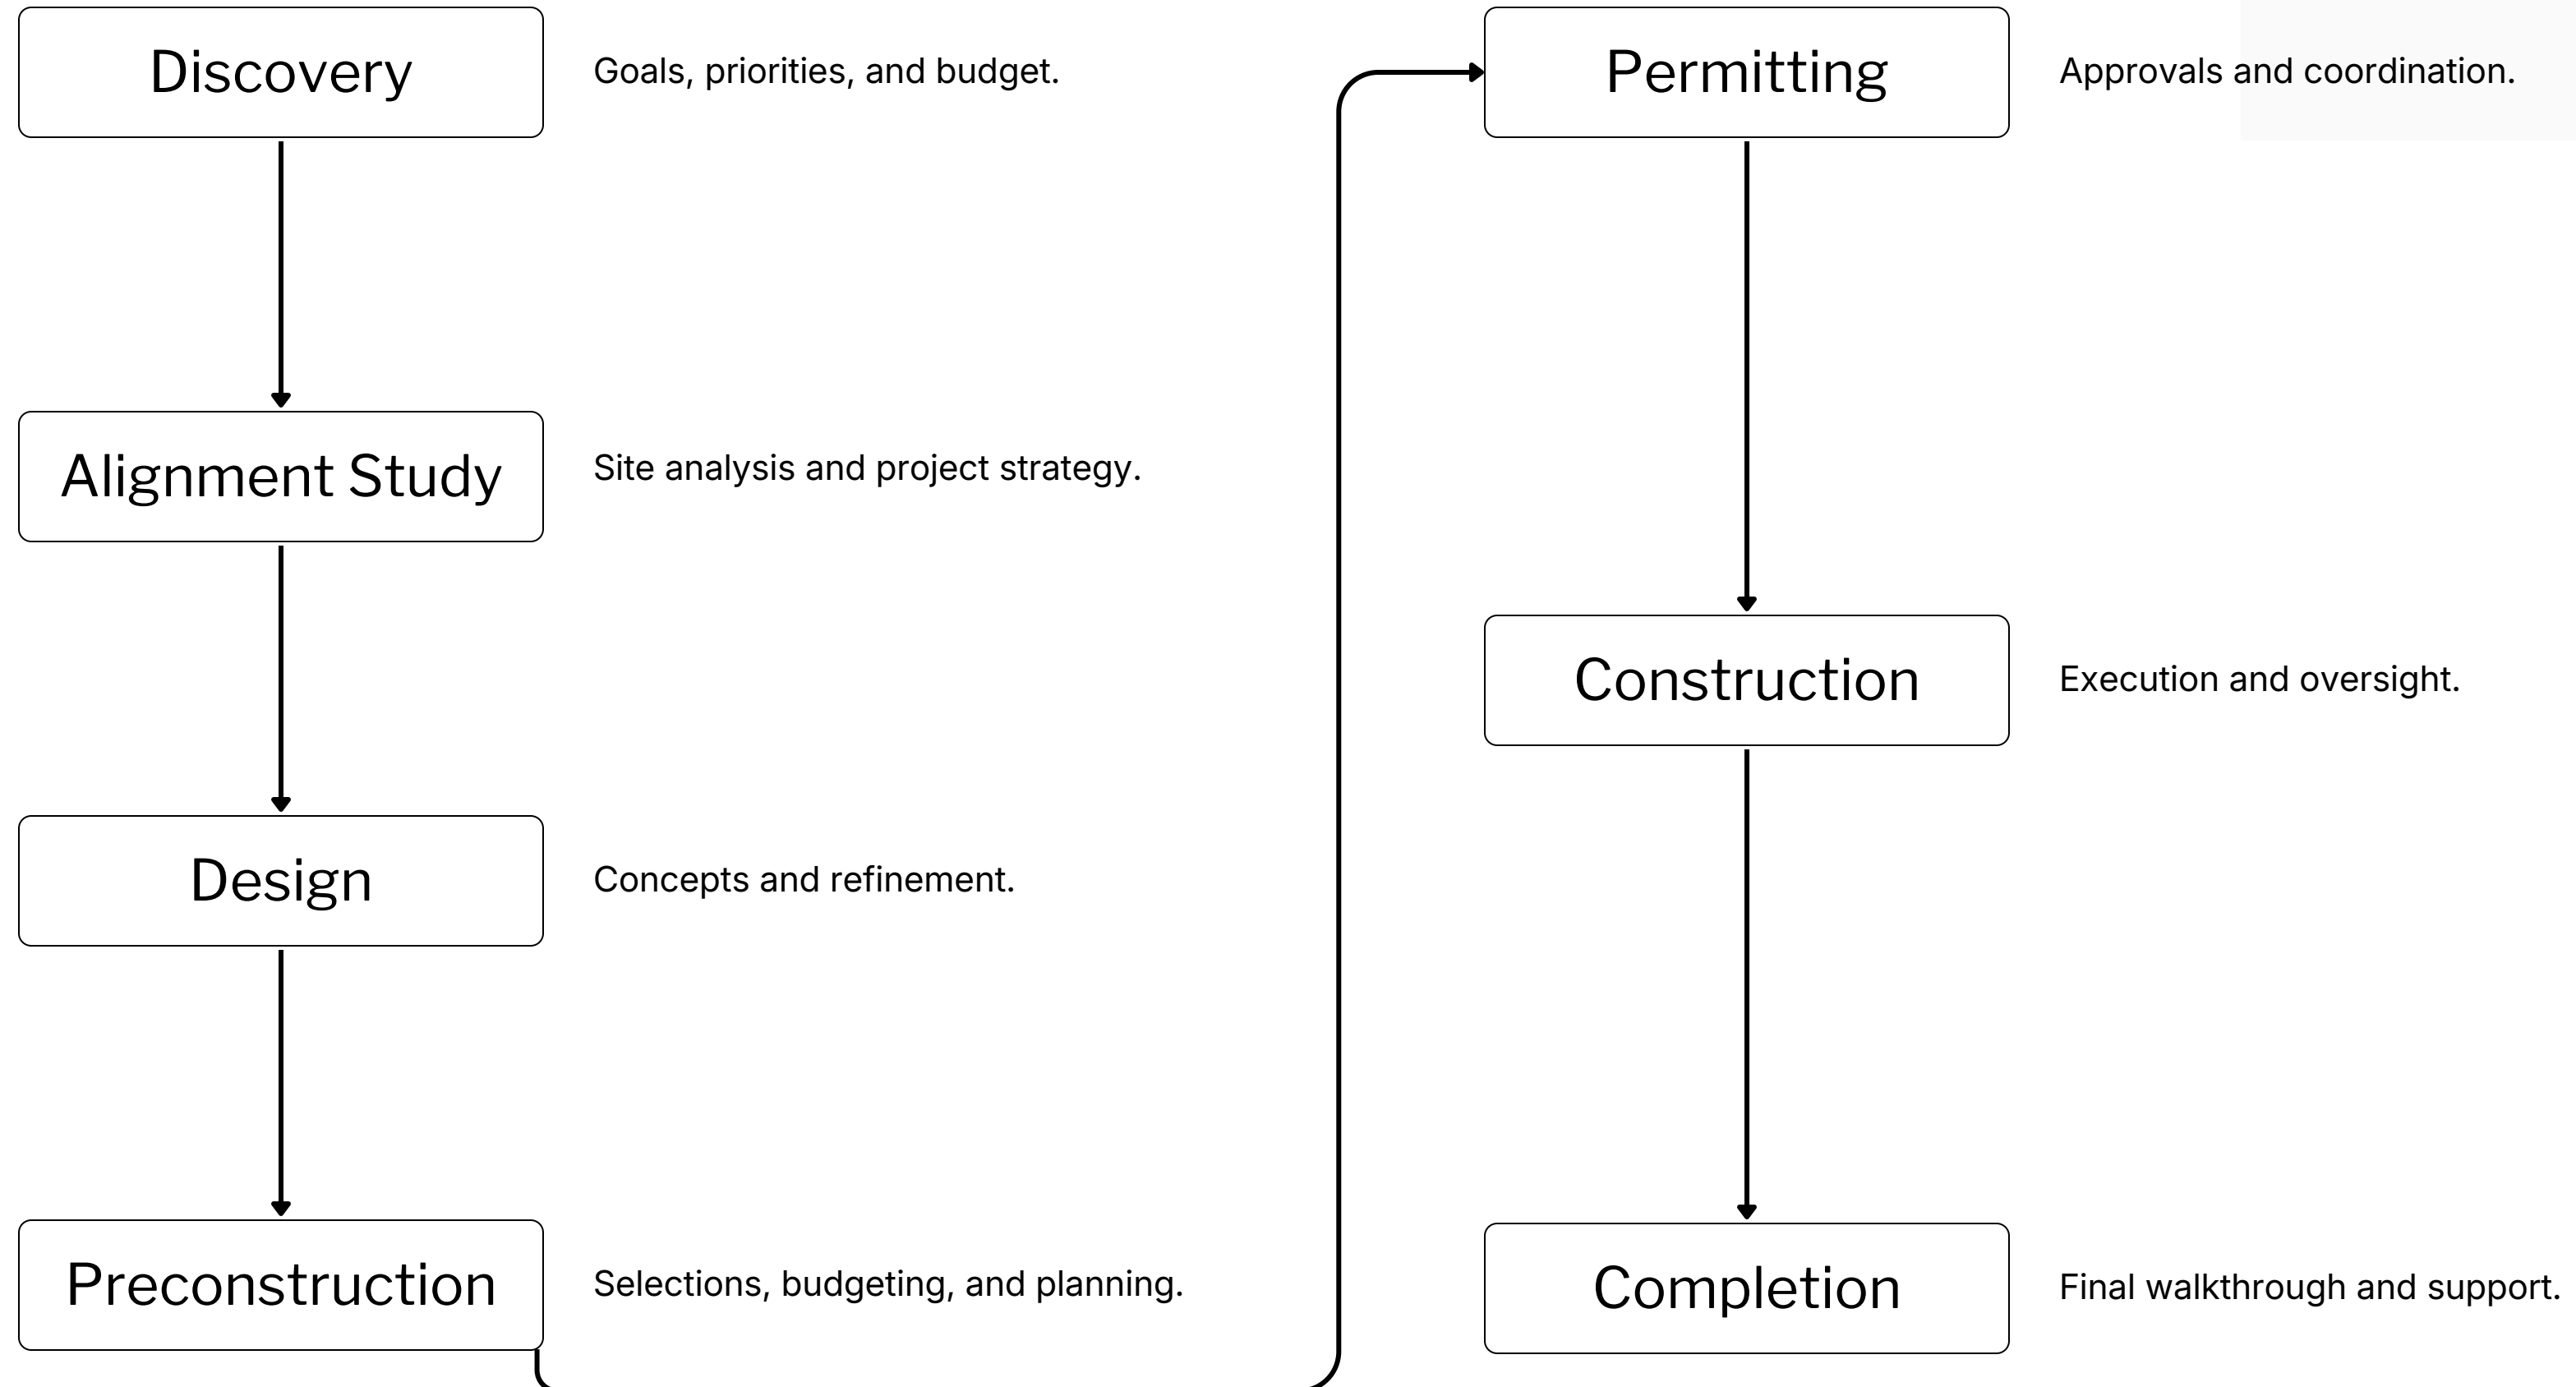 Discovery
Goals, priorities, and budget.
Alignment Study
Site analysis and project strategy.
Design
Concepts and refinement.
Preconstruction
Selections, budgeting, and planning.
Permitting
Approvals and coordination.
Construction
Execution and oversight.
Completion
Final walkthrough and support.